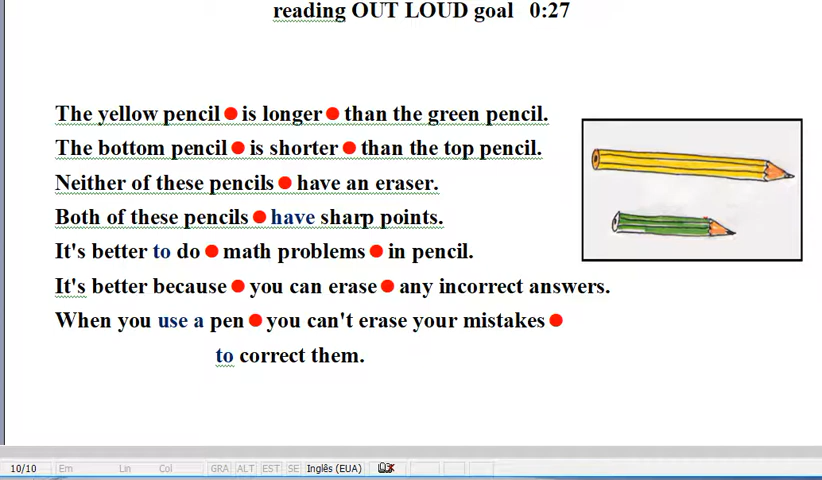 reading OUT LOUD goal 0:27
The yellow pencil ● is longer ● than the green pencil.
The bottom pencil ● is shorter ● than the top pencil.
Neither of these pencils ● have an eraser.
Both of these pencils ● have sharp points.
It's better to do ● math problems ● in pencil.
It's better because ● you can erase ● any incorrect answers.
When you use a pen ● you can't erase your mistakes ●
to correct them.
10/10 Em Lin Col GRA ALT EST SE Inglês (EUA)